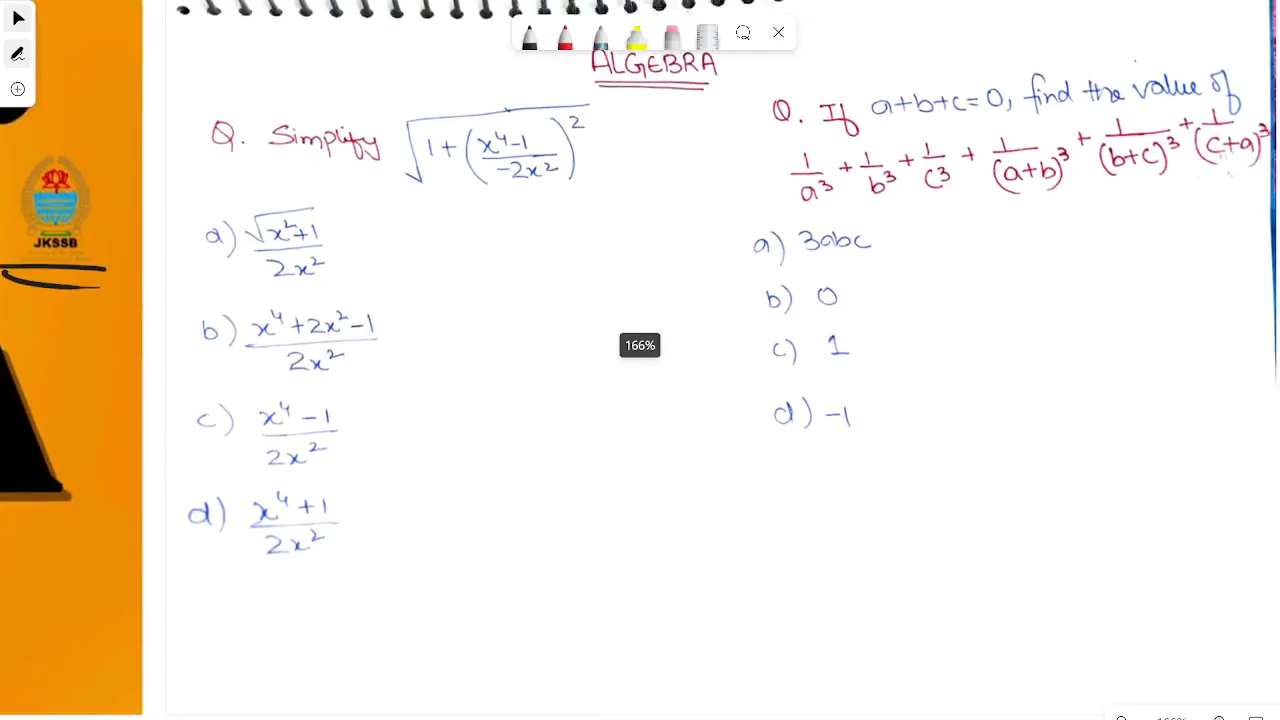 ALGEBRA
Q. Simplify √(1+(x⁴-1/-2x²)²)
a) √x²+1/2x²
b) x⁴+2x²-1/2x²
c) x⁴-1/2x²
d) x⁴+1/2x²
Q. If a+b+c=0, find the value of
1/a³ + 1/b³ + 1/c³ + 1/(a+b)³ + 1/(b+c)³ + 1/(c+a)³
a) 3abc
b) 0
c) 1
d) -1
JKSSB
166%